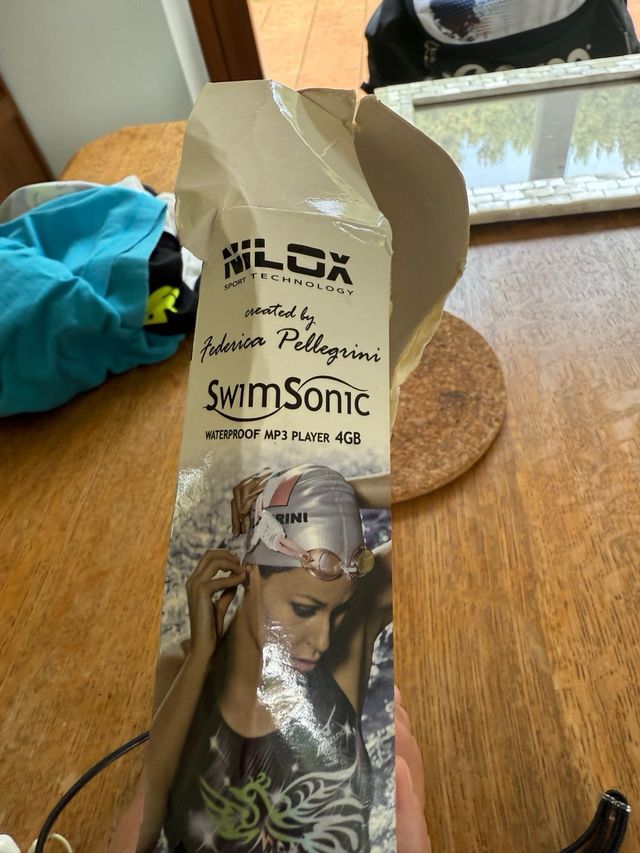 NILOX
SPORT TECHNOLOGY
created by
Federica Pellegrini
SwimSonic
WATERPROOF MP3 PLAYER 4GB
RINI